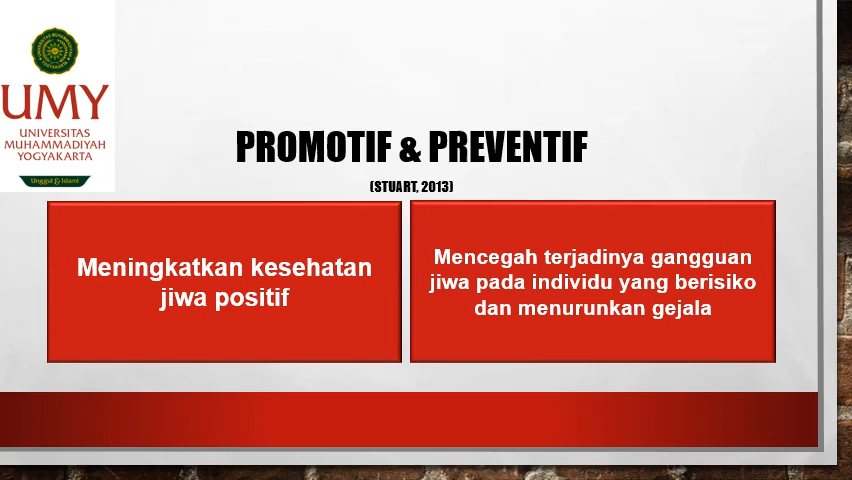 UMY
UNIVERSITAS
MUHAMMADIYAH
YOGYAKARTA
Unggul & Islami
PROMOTIF & PREVENTIF
(STUART, 2013)
Meningkatkan kesehatan
jiwa positif
Mencegah terjadinya gangguan
jiwa pada individu yang berisiko
dan menurunkan gejala